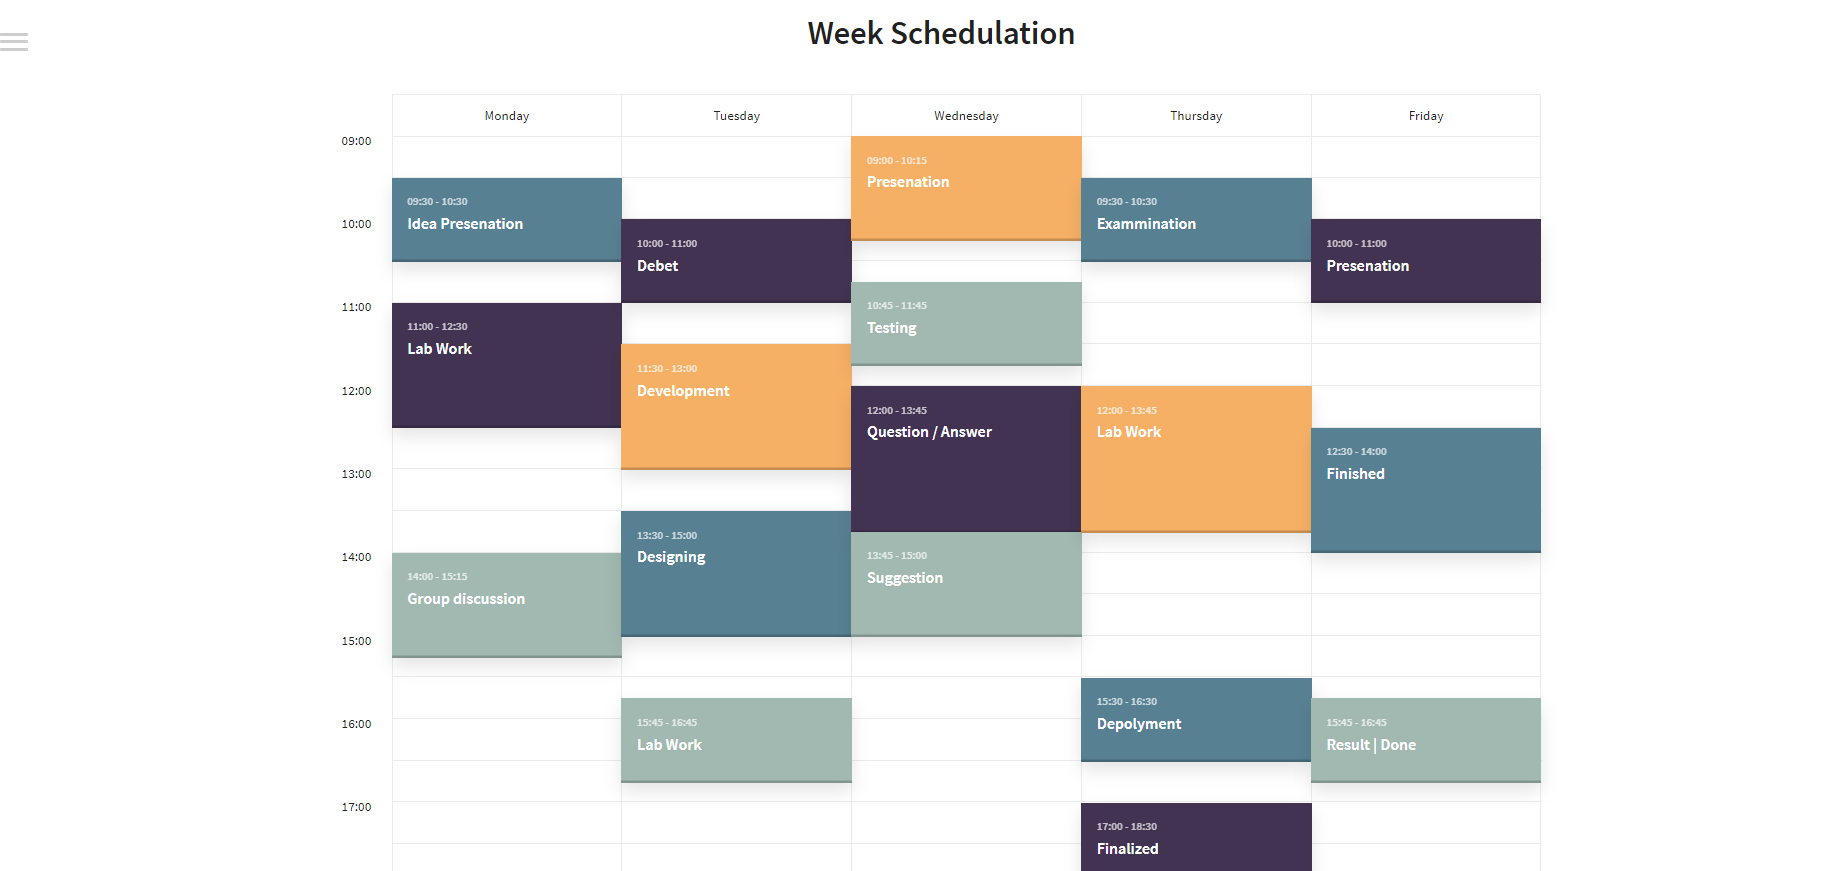 Week Schedulation
Monday
Tuesday
Wednesday
Thursday
Friday
09:00
10:00
11:00
12:00
13:00
14:00
15:00
16:00
17:00
09:30 - 10:30
Idea Presenation
11:00 - 12:30
Lab Work
14:00 - 15:15
Group discussion
10:00 - 11:00
Debet
11:30 - 13:00
Development
13:30 - 15:00
Designing
15:45 - 16:45
Lab Work
09:00 - 10:15
Presenation
10:45 - 11:45
Testing
12:00 - 13:45
Question / Answer
13:45 - 15:00
Suggestion
09:30 - 10:30
Exammination
12:00 - 13:45
Lab Work
15:30 - 16:30
Depolyment
17:00 - 18:30
Finalized
10:00 - 11:00
Presenation
12:30 - 14:00
Finished
15:45 - 16:45
Result | Done